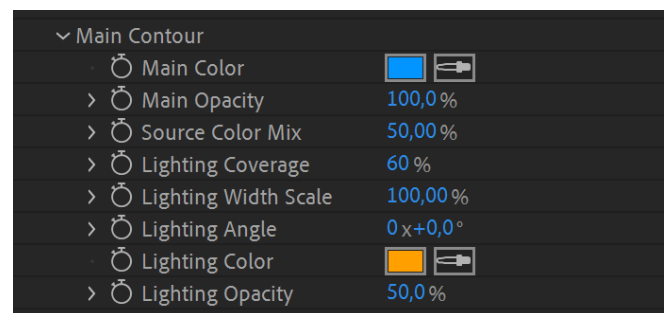 Main Contour
Main Color
Main Opacity 100,0 %
Source Color Mix 50,00 %
Lighting Coverage 60 %
Lighting Width Scale 100,00 %
Lighting Angle 0 x+0,0 °
Lighting Color
Lighting Opacity 50,0 %